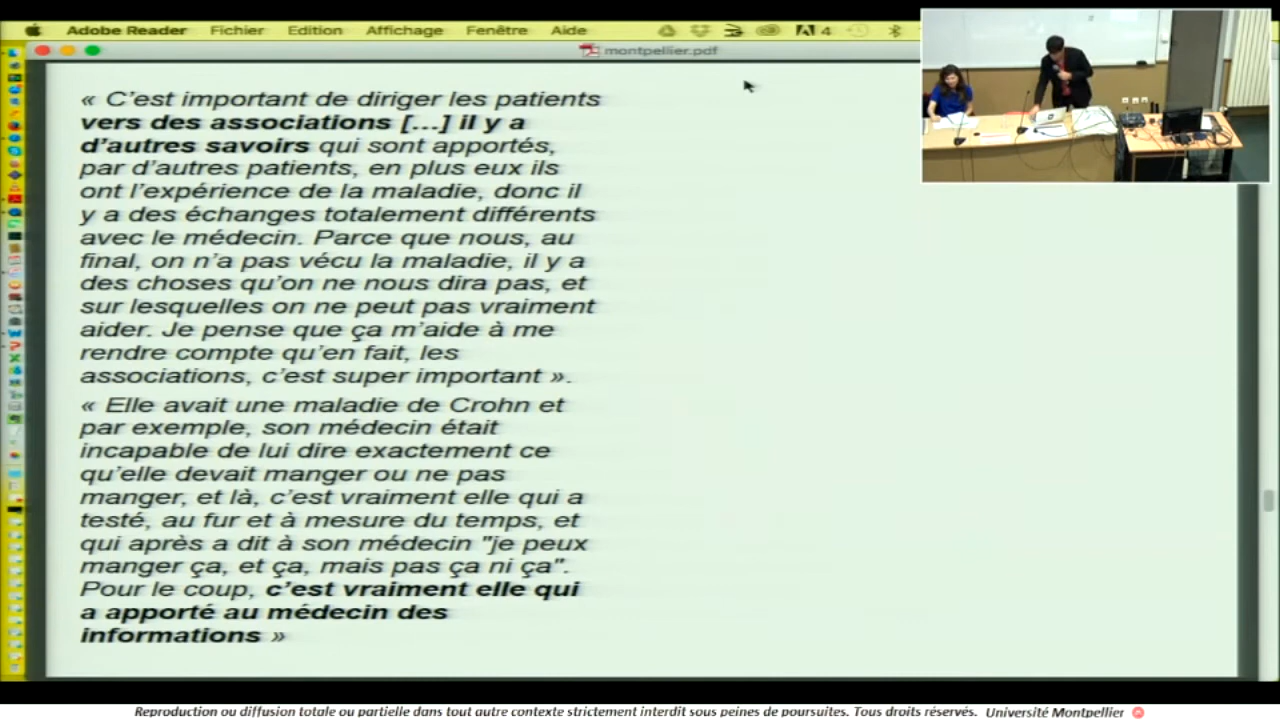 Adobe Reader Fichier Edition Affichage Fenêtre Aide 4
montpellier.pdf
« C'est important de diriger les patients
vers des associations [...] il y a
d'autres savoirs qui sont apportés,
par d'autres patients, en plus eux ils
ont l'expérience de la maladie, donc il
y a des échanges totalement différents
avec le médecin. Parce que nous, au
final, on n'a pas vécu la maladie, il y a
des choses qu'on ne nous dira pas, et
sur lesquelles on ne peut pas vraiment
aider. Je pense que ça m'aide à me
rendre compte qu'en fait, les
associations, c'est super important ».
« Elle avait une maladie de Crohn et
par exemple, son médecin était
incapable de lui dire exactement ce
qu'elle devait manger ou ne pas
manger, et là, c'est vraiment elle qui a
testé, au fur et à mesure du temps, et
qui après a dit à son médecin "je peux
manger ça, et ça, mais pas ça ni ça".
Pour le coup, c'est vraiment elle qui
a apporté au médecin des
informations »
Reproduction ou diffusion totale ou partielle dans tout autre contexte strictement interdit sous peines de poursuites. Tous droits réservés. Université Montpellier